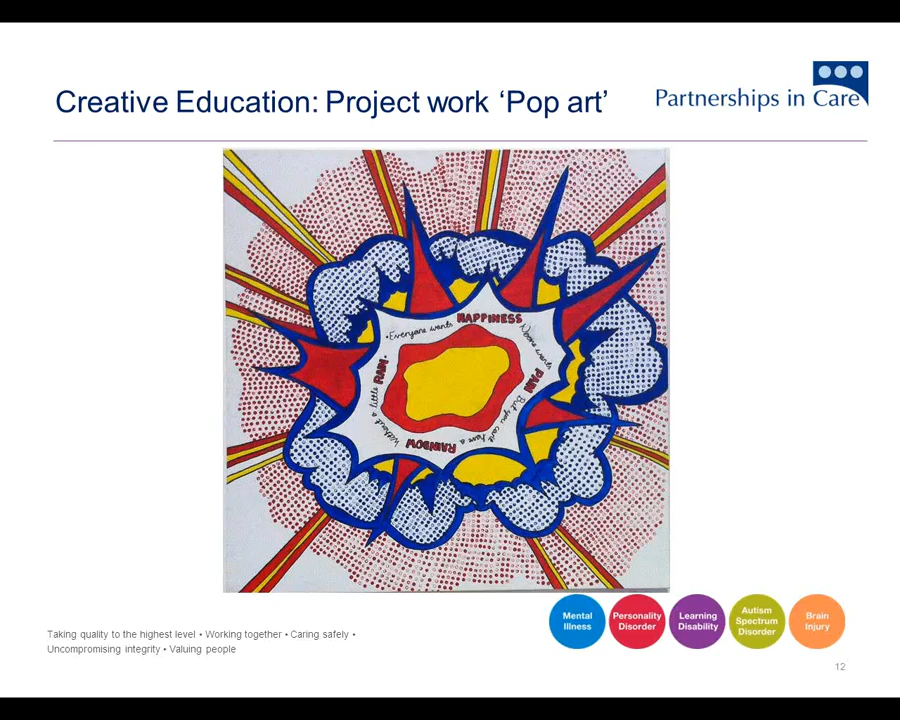 Creative Education: Project work ‘Pop art’
Partnerships in Care
•Everyone wants HAPPINESS
Noone wants PAIN
But you can't have a RAINBOW
Without a little RAIN•
Mental
Illness
Personality
Disorder
Learning
Disability
Autism
Spectrum
Disorder
Brain
Injury
Taking quality to the highest level • Working together • Caring safely •
Uncompromising integrity • Valuing people
12